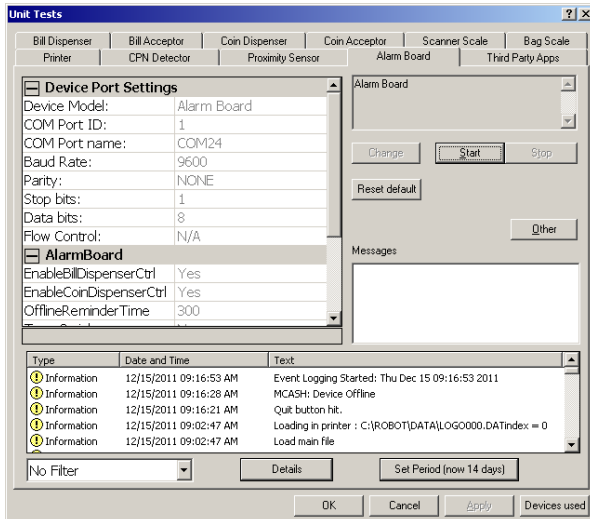 Unit Tests
Bill Dispenser Bill Acceptor Coin Dispenser Coin Acceptor Scanner Scale Bag Scale
Printer CPN Detector Proximity Sensor Alarm Board Third Party Apps
Device Port Settings
Device Model: Alarm Board
COM Port ID: 1
COM Port name: COM24
Baud Rate: 9600
Parity: NONE
Stop bits: 1
Data bits: 8
Flow Control: N/A
AlarmBoard
EnableBillDispenserCtrl Yes
EnableCoinDispenserCtrl Yes
OfflineReminderTime 300
Alarm Board
Change Start Stop
Reset default
Other
Messages
Type Date and Time Text
Information 12/15/2011 09:16:53 AM Event Logging Started: Thu Dec 15 09:16:53 2011
Information 12/15/2011 09:16:28 AM MCASH: Device Offline
Information 12/15/2011 09:16:21 AM Quit button hit.
Information 12/15/2011 09:02:47 AM Loading in printer : C:\ROBOT\DATA\LOGO000.DATindex = 0
Information 12/15/2011 09:02:47 AM Load main file
No Filter Details Set Period (now 14 days)
OK Cancel Apply Devices used